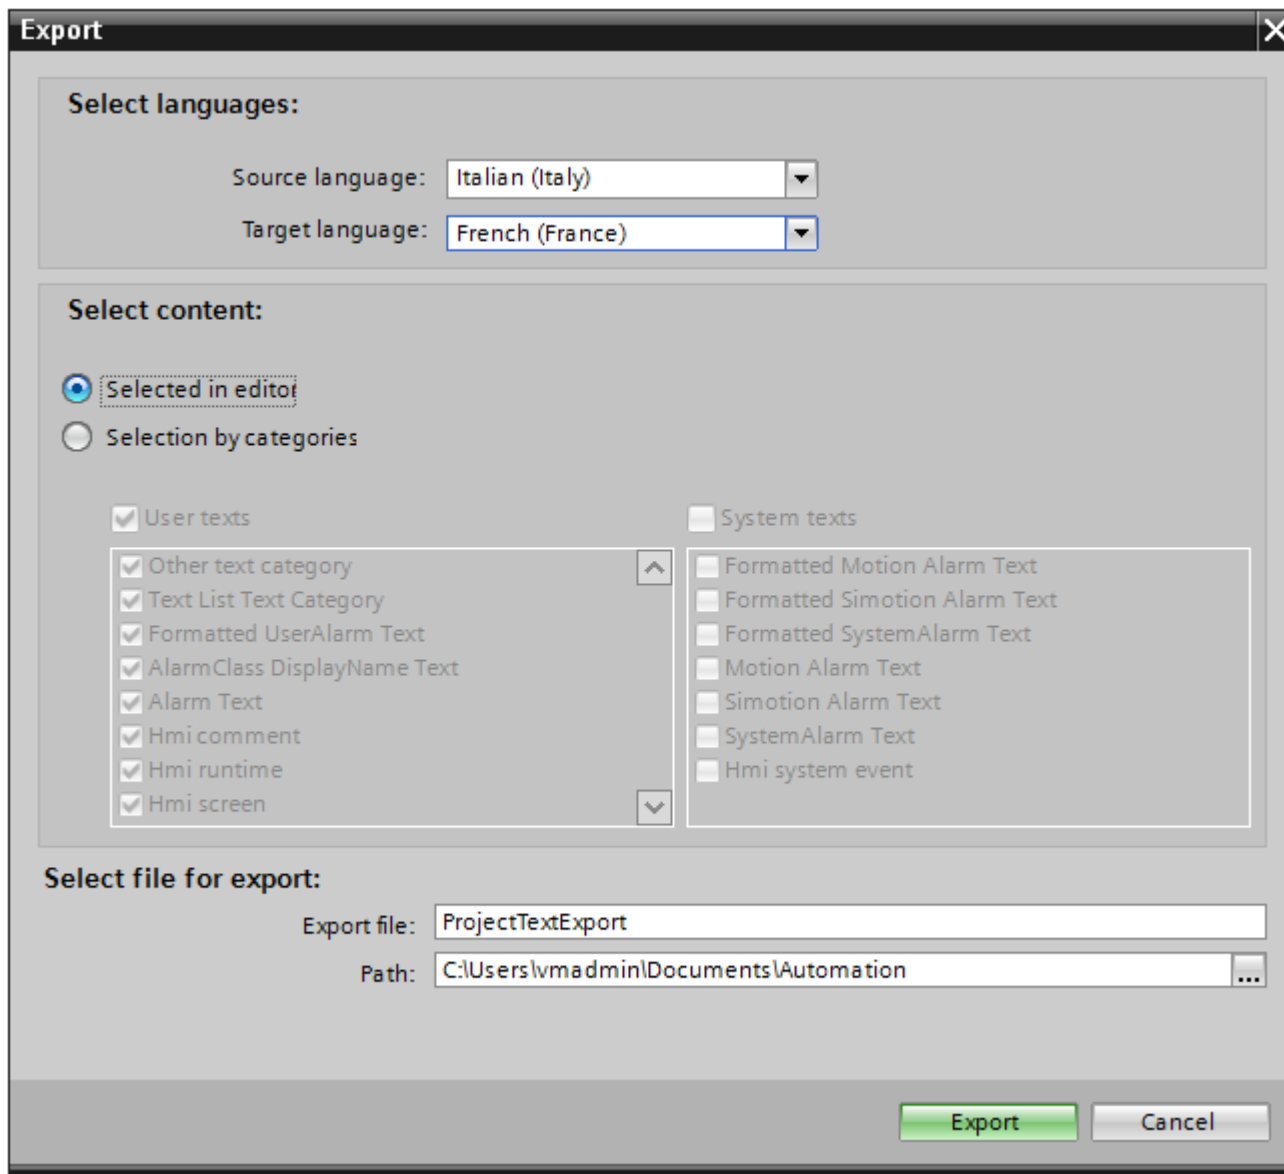 Export
Select languages:
Source language: Italian (Italy)
Target language: French (France)
Select content:
Selected in editor
Selection by categories
User texts
Other text category
Text List Text Category
Formatted UserAlarm Text
AlarmClass DisplayName Text
Alarm Text
Hmi comment
Hmi runtime
Hmi screen
System texts
Formatted Motion Alarm Text
Formatted Simotion Alarm Text
Formatted SystemAlarm Text
Motion Alarm Text
Simotion Alarm Text
SystemAlarm Text
Hmi system event
Select file for export:
Export file: ProjectTextExport
Path: C:\Users\vmadmin\Documents\Automation
...
Export Cancel